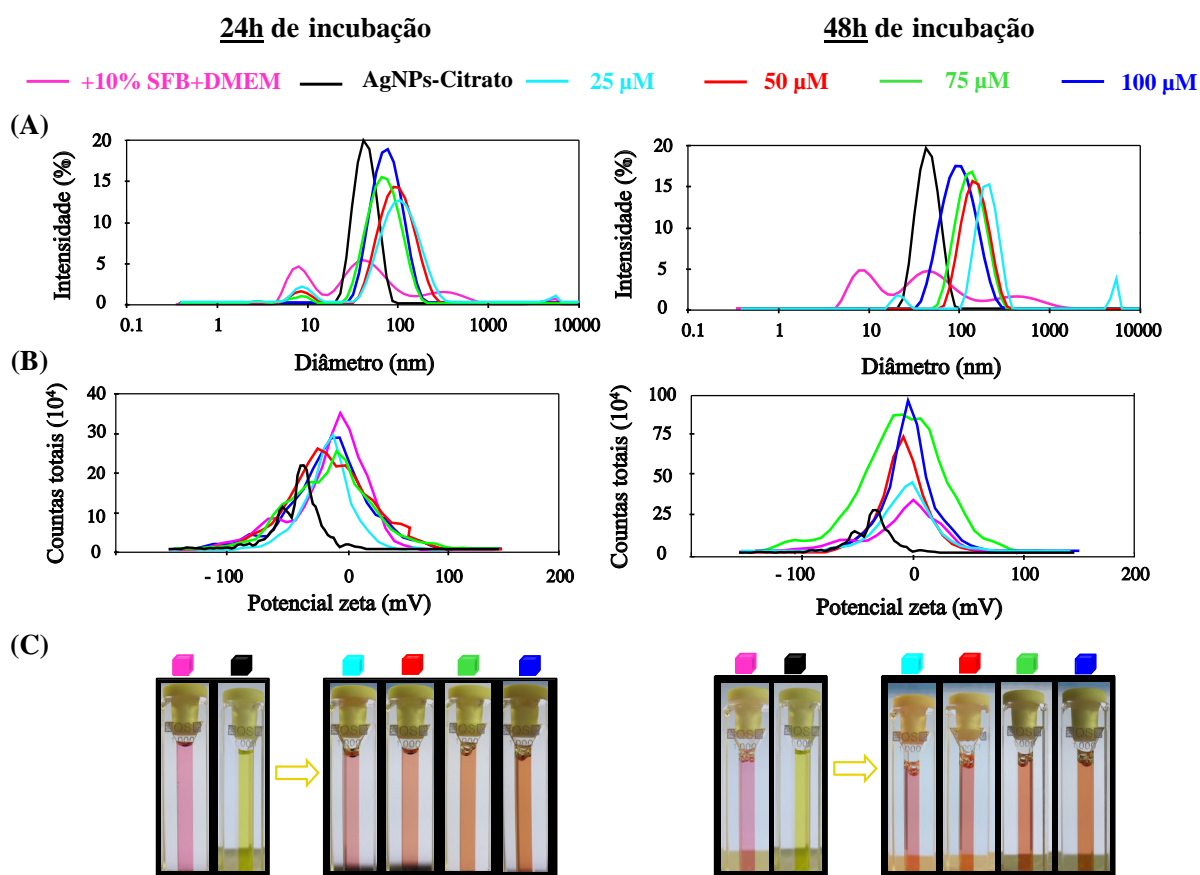 24h de incubação
48h de incubação
+10% SFB+DMEM
AgNPs-Citrato
25 µM
50 µM
75 µM
100 µM
(A)
Intensidade (%)
20
15
10
5
0
0.1 1 10 100 1000 10000
Diâmetro (nm)
Intensidade (%)
20
15
10
5
0
0.1 1 10 100 1000 10000
Diâmetro (nm)
(B)
Countas totais (10⁴)
40
30
20
10
0
- 100 0 100 200
Potencial zeta (mV)
Countas totais (10⁴)
100
75
50
25
0
- 100 0 100 200
Potencial zeta (mV)
(C)